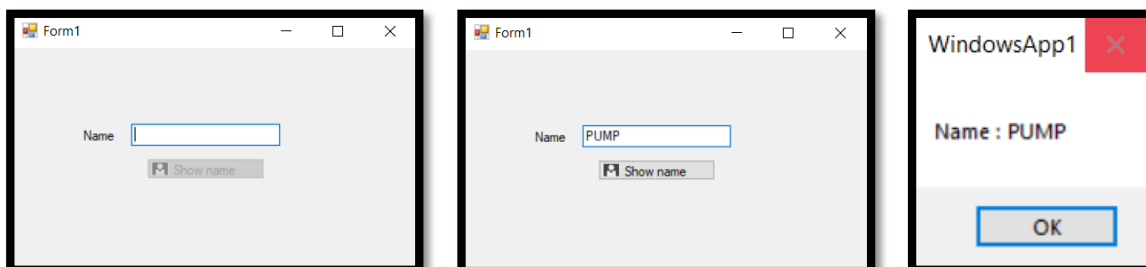 Form1
Name
Show name
Form1
Name PUMP
Show name
WindowsApp1
Name : PUMP
OK